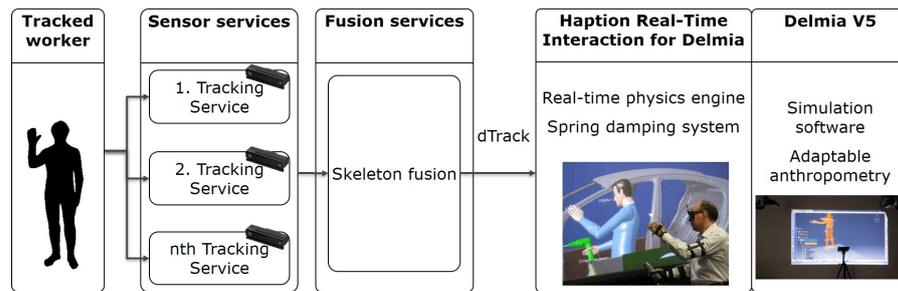 Tracked
worker
Sensor services
1. Tracking
Service
2. Tracking
Service
nth Tracking
Service
Fusion services
Skeleton fusion
dTrack
Haption Real-Time
Interaction for Delmia
Real-time physics engine
Spring damping system
Delmia V5
Simulation
software
Adaptable
anthropometry